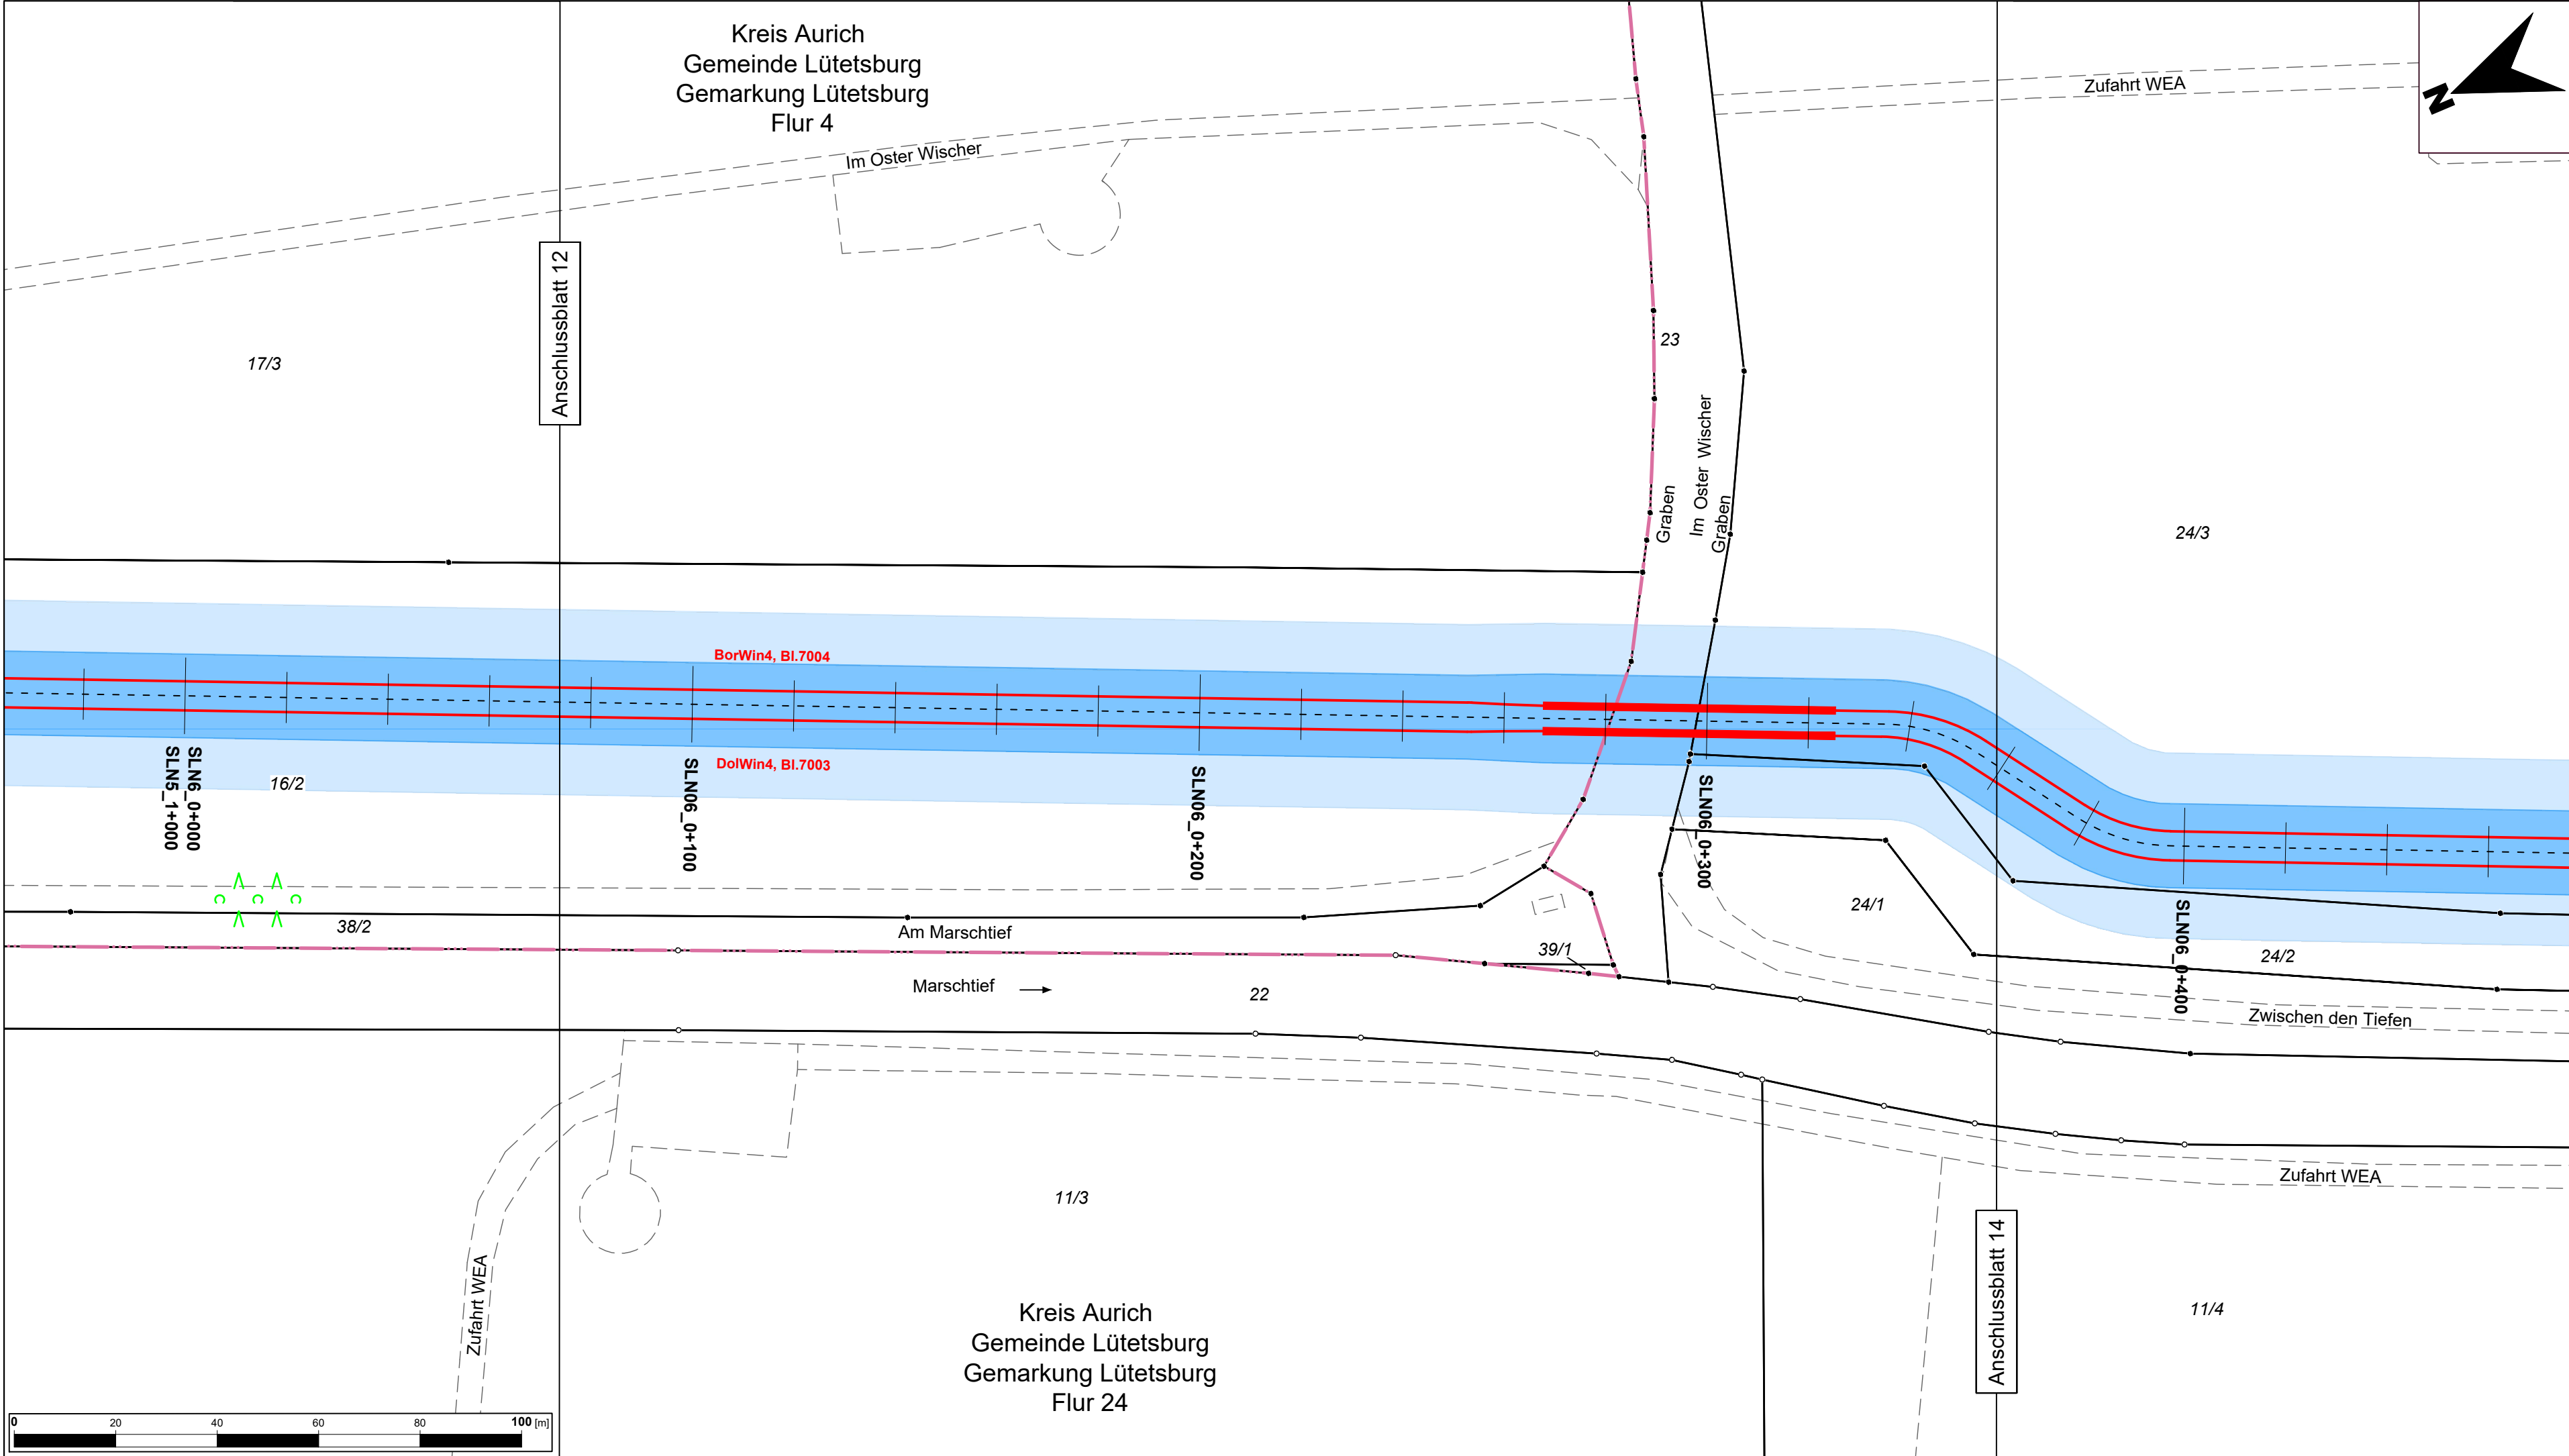 Kreis Aurich
Gemeinde Lütetsburg
Gemarkung Lütetsburg
Flur 4
Zufahrt WEA
N
Im Oster Wischer
Anschlussblatt 12
17/3
23
Graben
Im Oster Wischer
Graben
24/3
BorWin4, Bl.7004
DolWin4, Bl.7003
SLN5_1+000
SLN6_0+000
16/2
SLN06_0+100
SLN06_0+200
SLN06_0+300
SLN06_0+400
38/2
Am Marschtief
39/1
24/1
24/2
Marschtief
22
Zwischen den Tiefen
Zufahrt WEA
11/3
Zufahrt WEA
Anschlussblatt 14
11/4
Kreis Aurich
Gemeinde Lütetsburg
Gemarkung Lütetsburg
Flur 24
0 20 40 60 80 100 [m]